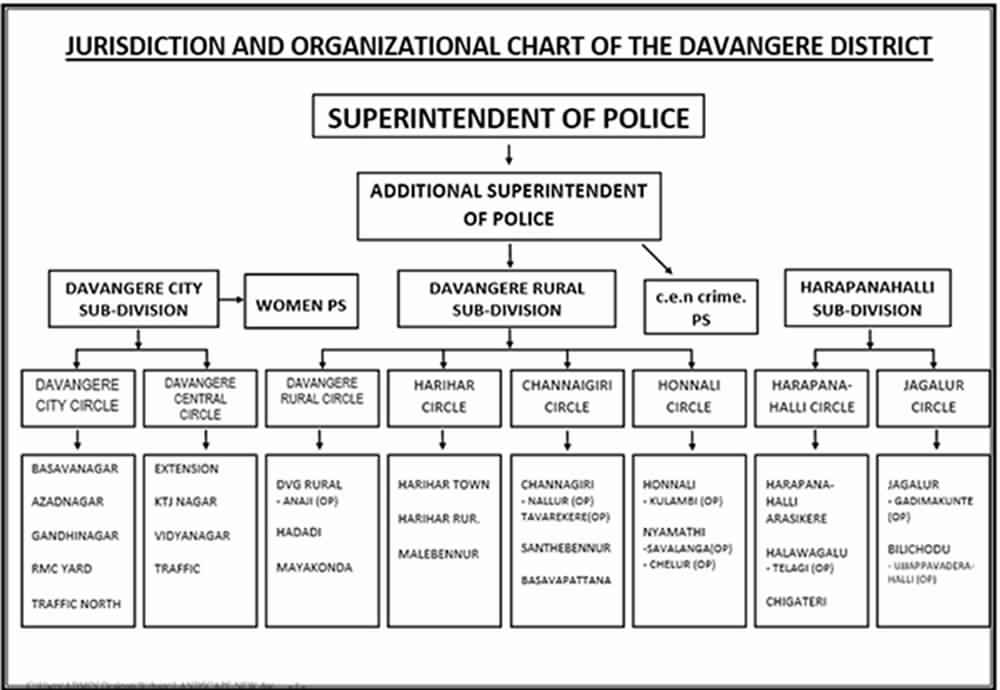 JURISDICTION AND ORGANIZATIONAL CHART OF THE DAVANGERE DISTRICT
SUPERINTENDENT OF POLICE
ADDITIONAL SUPERINTENDENT
OF POLICE
DAVANGERE CITY
SUB-DIVISION
WOMEN PS
DAVANGERE RURAL
SUB-DIVISION
c.e.n crime.
PS
HARAPANAHALLI
SUB-DIVISION
DAVANGERE
CITY CIRCLE
DAVANGERE
CENTRAL
CIRCLE
DAVANGERE
RURAL CIRCLE
HARIHAR
CIRCLE
CHANNAIGIRI
CIRCLE
HONNALI
CIRCLE
HARAPANA-
HALLI CIRCLE
JAGALUR
CIRCLE
BASAVANAGAR
AZADNAGAR
GANDHINAGAR
RMC YARD
TRAFFIC NORTH
EXTENSION
KTJ NAGAR
VIDYANAGAR
TRAFFIC
DVG RURAL
- ANAJI (OP)
HADADI
MAYAKONDA
HARIHAR TOWN
HARIHAR RUR.
MALEBENNUR
CHANNAGIRI
- NALLUR (OP)
TAVAREKERE(OP)
SANTHEBENNUR
BASAVAPATTANA
HONNALI
- KULAMBI (OP)
NYAMATHI
-SAVALANGA(OP)
- CHELUR (OP)
HARAPANA-
HALLI
ARASIKERE
HALAWAGALU
- TELAGI (OP)
CHIGATERI
JAGALUR
- GADIMAKUNTE
(OP)
BILICHODU
HALLI (OP)